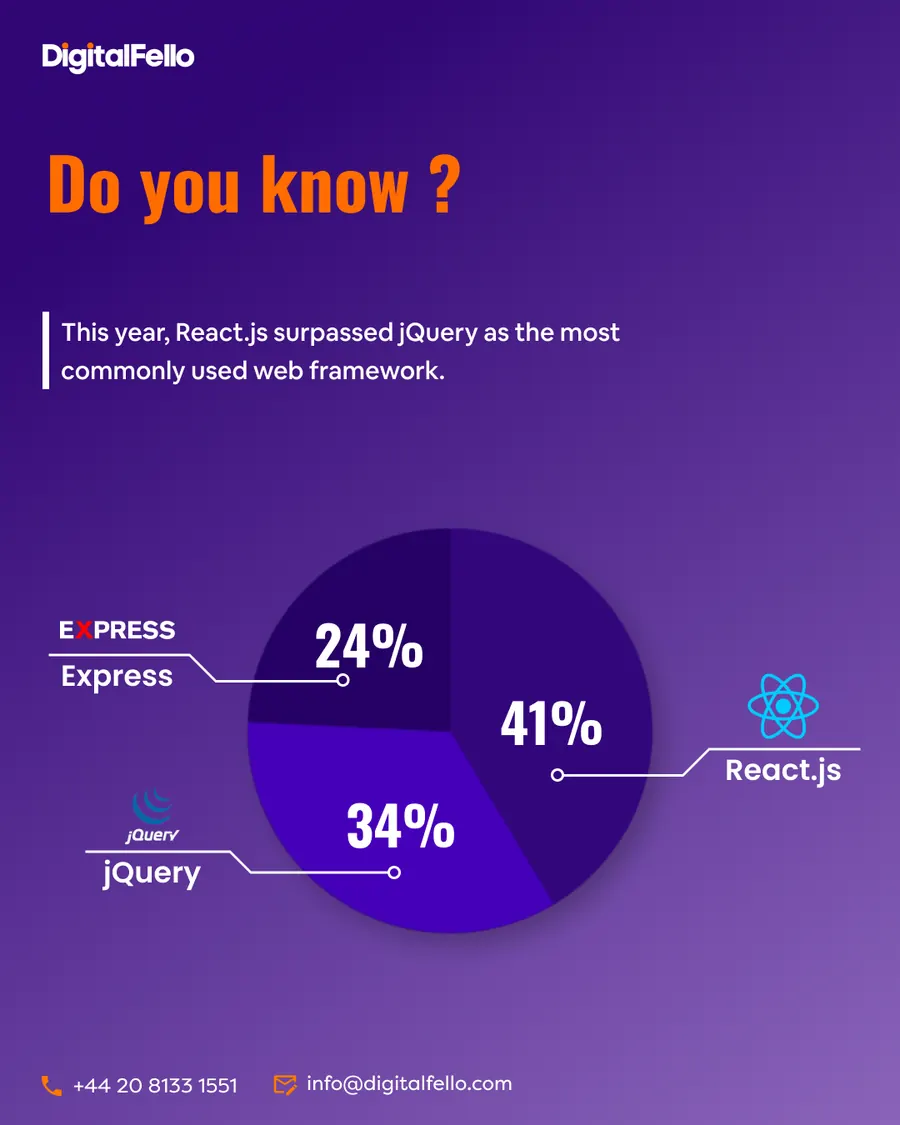 DigitalFello
Do you know ?
This year, React.js surpassed jQuery as the most
commonly used web framework.
EXPRESS
Express
24%
41%
React.js
34%
jQuery
jQuery
+44 20 8133 1551
info@digitalfello.com